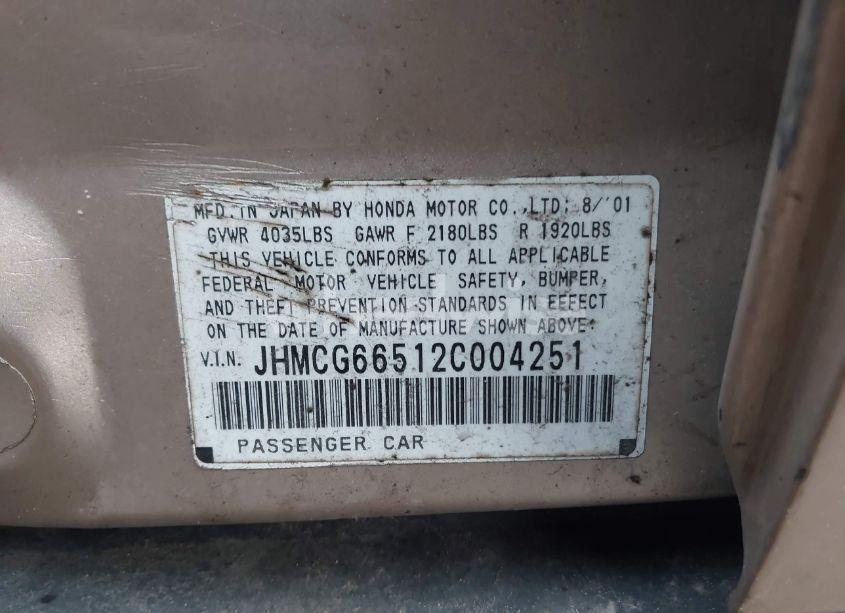 MFD. IN JAPAN BY HONDA MOTOR CO., LTD: 8/'01
GVWR 4035LBS GAWR F 2180LBS R 1920LBS
THIS VEHICLE CONFORMS TO ALL APPLICABLE
FEDERAL MOTOR VEHICLE SAFETY, BUMPER,
AND THEFT PREVENTION STANDARDS IN EFFECT
ON THE DATE OF MANUFACTURE SHOWN ABOVE:
V.I.N. JHMCG66512C004251
PASSENGER CAR